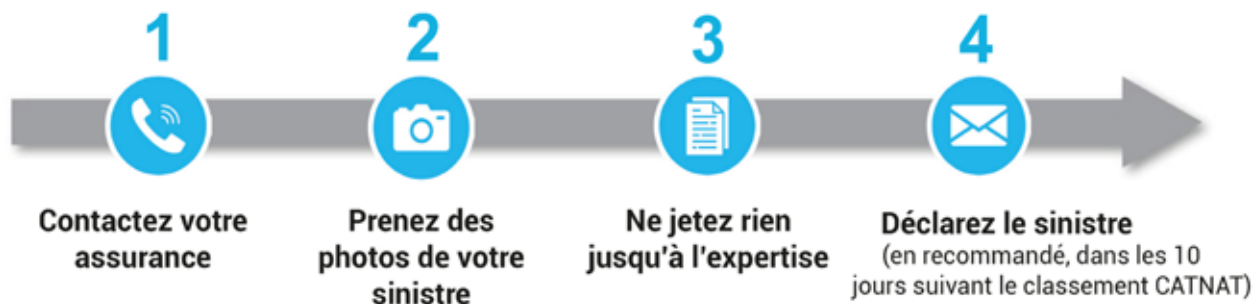 1
2
3
4
Contactez votre
assurance
Prenez des
photos de votre
sinistre
Ne jetez rien
jusqu'à l'expertise
Déclarez le sinistre
(en recommandé, dans les 10
jours suivant le classement CATNAT)